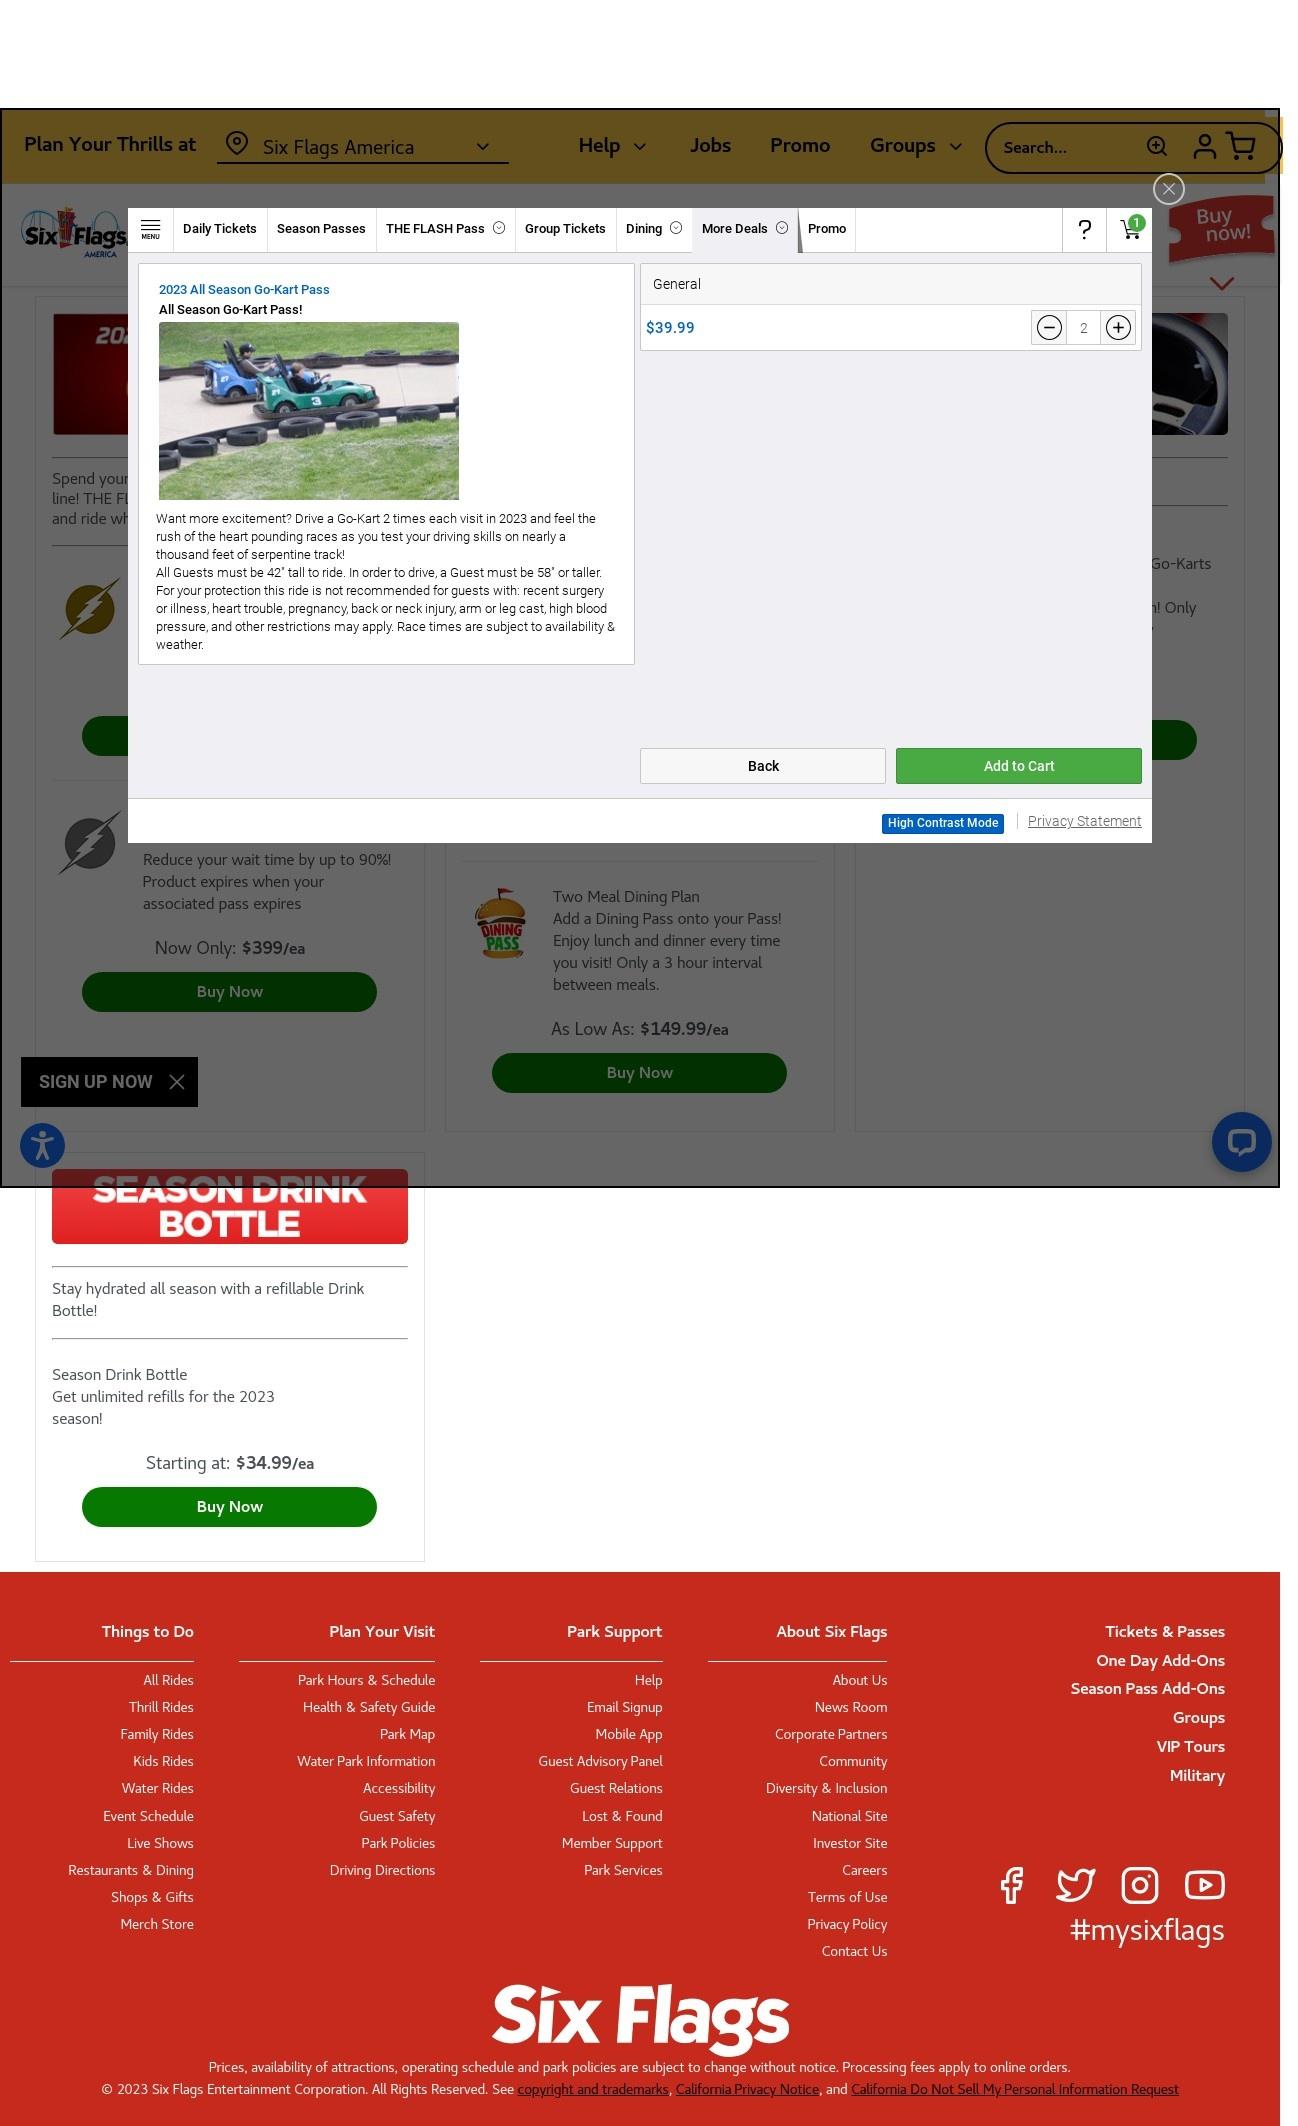 Plan Your Thrills at
Six Flags America
Help
Jobs
Promo
Groups
Search...
Six Flags
AMERICA
Buy
now!
MENU
Daily Tickets
Season Passes
THE FLASH Pass
Group Tickets
Dining
More Deals
Promo
?
1
2023 All Season Go-Kart Pass
All Season Go-Kart Pass!
3
Want more excitement? Drive a Go-Kart 2 times each visit in 2023 and feel the
rush of the heart pounding races as you test your driving skills on nearly a
thousand feet of serpentine track!
All Guests must be 42" tall to ride. In order to drive, a Guest must be 58" or taller.
For your protection this ride is not recommended for guests with: recent surgery
or illness, heart trouble, pregnancy, back or neck injury, arm or leg cast, high blood
pressure, and other restrictions may apply. Race times are subject to availability &
weather.
General
$39.99
2
Back
Add to Cart
High Contrast Mode
Privacy Statement
Spend your
line! THE FL
and ride wh
Go-Karts
n! Only
Reduce your wait time by up to 90%!
Product expires when your
associated pass expires
Now Only: $399/ea
Buy Now
DINING
PASS
Two Meal Dining Plan
Add a Dining Pass onto your Pass!
Enjoy lunch and dinner every time
you visit! Only a 3 hour interval
between meals.
As Low As: $149.99/ea
Buy Now
SIGN UP NOW
SEASON DRINK
BOTTLE
Stay hydrated all season with a refillable Drink
Bottle!
Season Drink Bottle
Get unlimited refills for the 2023
season!
Starting at: $34.99/ea
Buy Now
Things to Do
All Rides
Thrill Rides
Family Rides
Kids Rides
Water Rides
Event Schedule
Live Shows
Restaurants & Dining
Shops & Gifts
Merch Store
Plan Your Visit
Park Hours & Schedule
Health & Safety Guide
Park Map
Water Park Information
Accessibility
Guest Safety
Park Policies
Driving Directions
Park Support
Help
Email Signup
Mobile App
Guest Advisory Panel
Guest Relations
Lost & Found
Member Support
Park Services
About Six Flags
About Us
News Room
Corporate Partners
Community
Diversity & Inclusion
National Site
Investor Site
Careers
Terms of Use
Privacy Policy
Contact Us
Tickets & Passes
One Day Add-Ons
Season Pass Add-Ons
Groups
VIP Tours
Military
#mysixflags
Six Flags
Prices, availability of attractions, operating schedule and park policies are subject to change without notice. Processing fees apply to online orders.
© 2023 Six Flags Entertainment Corporation. All Rights Reserved. See copyright and trademarks, California Privacy Notice, and California Do Not Sell My Personal Information Request